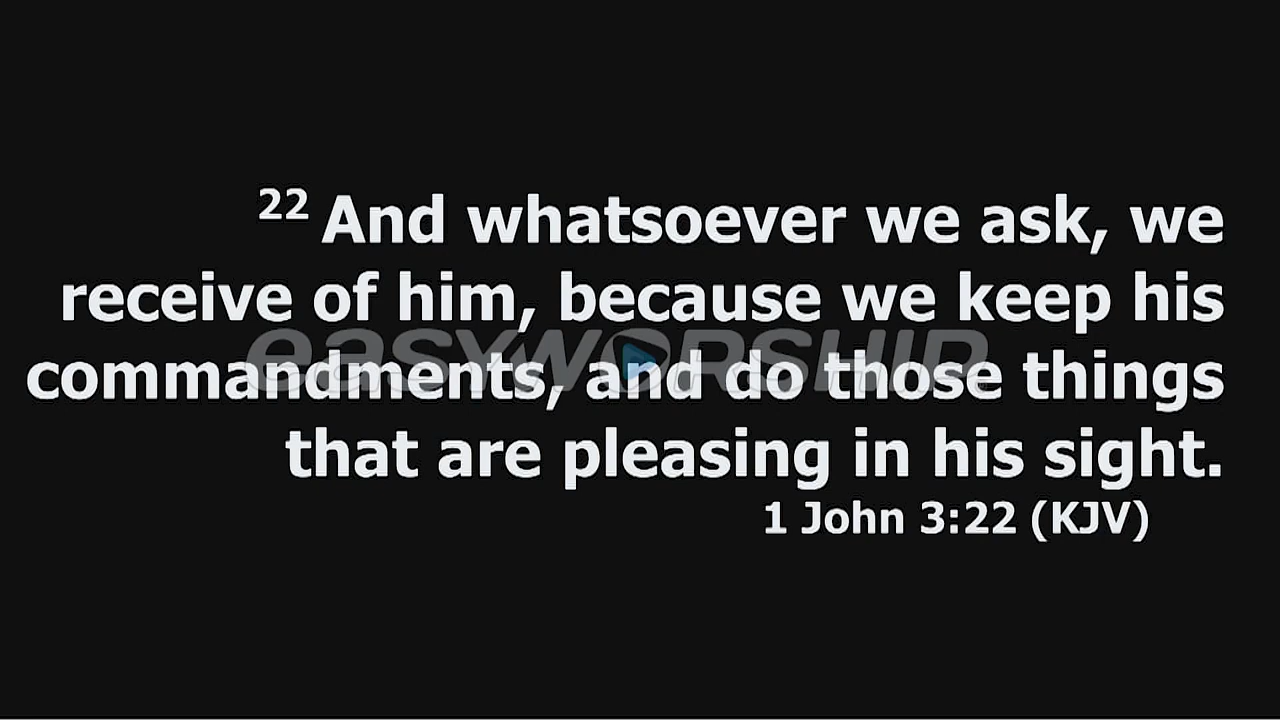 22 And whatsoever we ask, we
receive of him, because we keep his
commandments, and do those things
that are pleasing in his sight.
1 John 3:22 (KJV)
easyworship